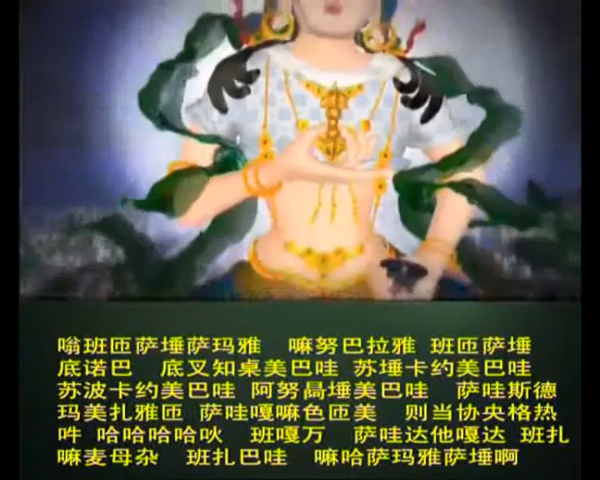 嗡班匝萨埵萨玛雅 嘛努巴拉雅 班匝萨埵
底诺巴 底叉知桌美巴哇 苏埵卡约美巴哇
苏波卡约美巴哇 阿努晶埵美巴哇 萨哇斯德
玛美扎雅匝 萨哇嘎嘛色匝美 则当协央格热
吽 哈哈哈哈吙 班嘎万 萨哇达他嘎达 班扎
嘛麦母杂 班扎巴哇 嘛哈萨玛雅萨埵啊